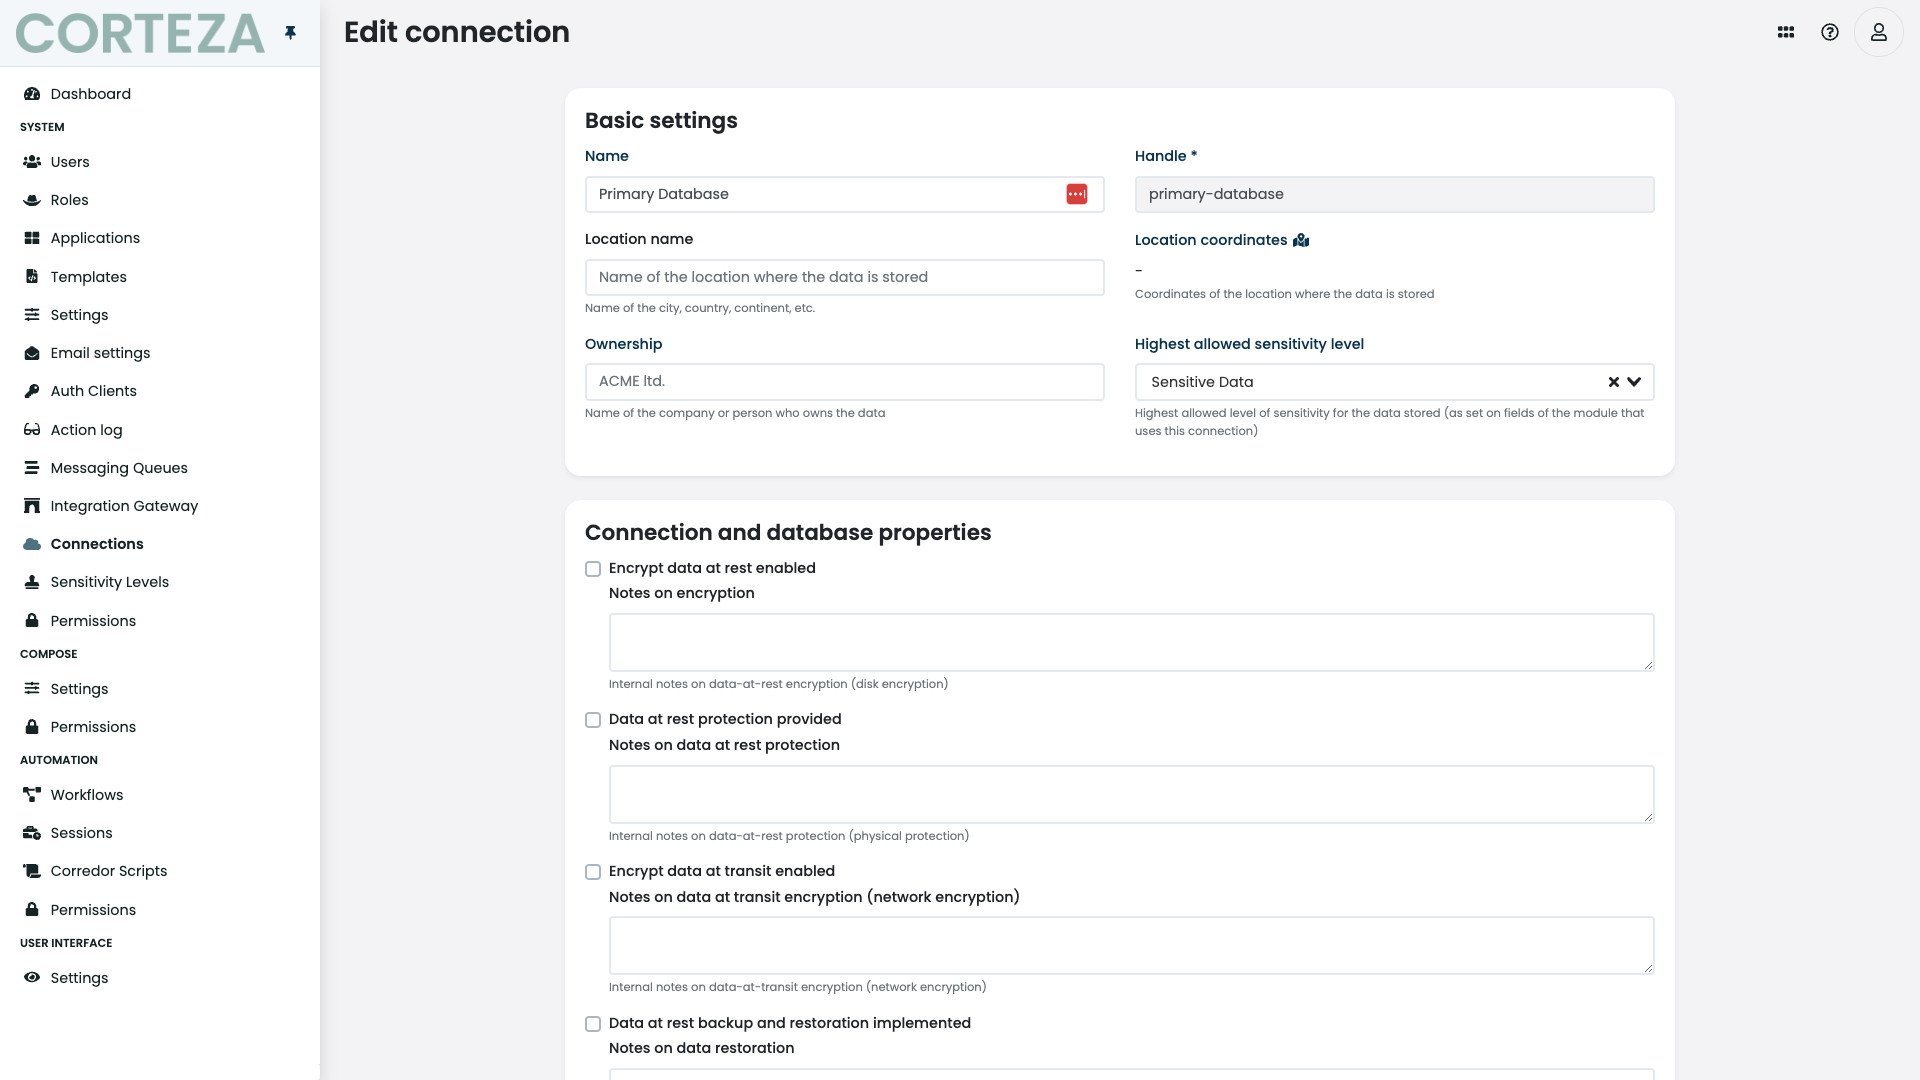 CORTEZA
Edit connection
Dashboard
SYSTEM
Users
Roles
Applications
Templates
Settings
Email settings
Auth Clients
Action log
Messaging Queues
Integration Gateway
Connections
Sensitivity Levels
Permissions
COMPOSE
Settings
Permissions
AUTOMATION
Workflows
Sessions
Corredor Scripts
Permissions
USER INTERFACE
Settings
Basic settings
Name
Primary Database
Handle *
primary-database
Location name
Name of the location where the data is stored
Name of the city, country, continent, etc.
Location coordinates
-
Coordinates of the location where the data is stored
Ownership
ACME ltd.
Name of the company or person who owns the data
Highest allowed sensitivity level
Sensitive Data
Highest allowed level of sensitivity for the data stored (as set on fields of the module that
uses this connection)
Connection and database properties
Encrypt data at rest enabled
Notes on encryption
Internal notes on data-at-rest encryption (disk encryption)
Data at rest protection provided
Notes on data at rest protection
Internal notes on data-at-rest protection (physical protection)
Encrypt data at transit enabled
Notes on data at transit encryption (network encryption)
Internal notes on data-at-transit encryption (network encryption)
Data at rest backup and restoration implemented
Notes on data restoration